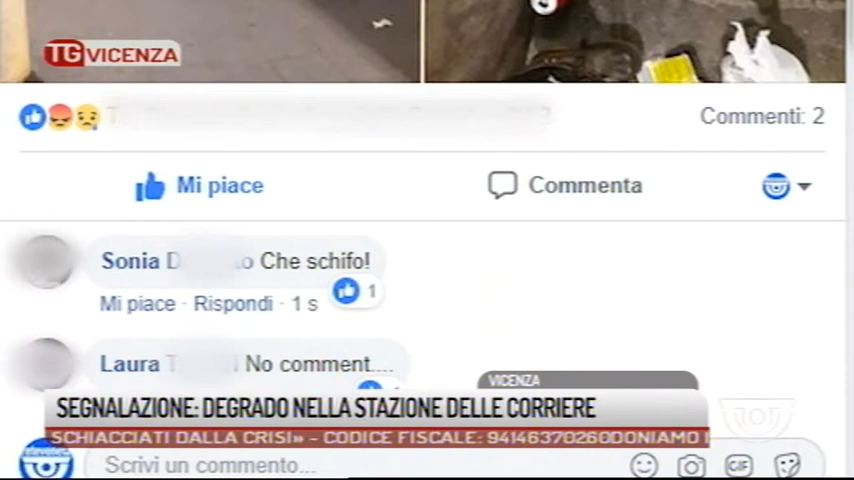 TG VICENZA
Commenti: 2
Mi piace
Commenta
Sonia Che schifo!
Mi piace · Rispondi · 1 s
1
Laura No comment....
VICENZA
SEGNALAZIONE: DEGRADO NELLA STAZIONE DELLE CORRIERE
SCHIACCIATI DALLA CRISI» - CODICE FISCALE: 94146370260DONIAMO
Scrivi un commento...
GIF